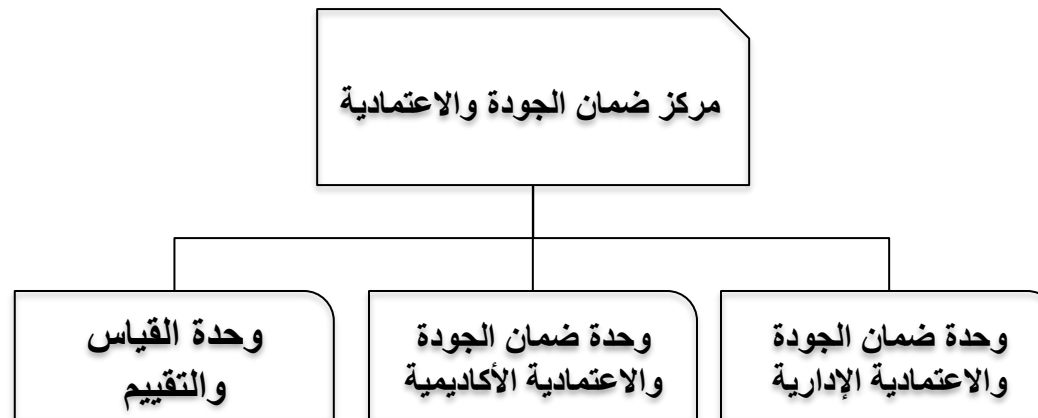 مركز ضمان الجودة والاعتمادية
وحدة ضمان الجودة
والاعتمادية الإدارية
وحدة ضمان الجودة
والاعتمادية الأكاديمية
وحدة القياس
والتقييم